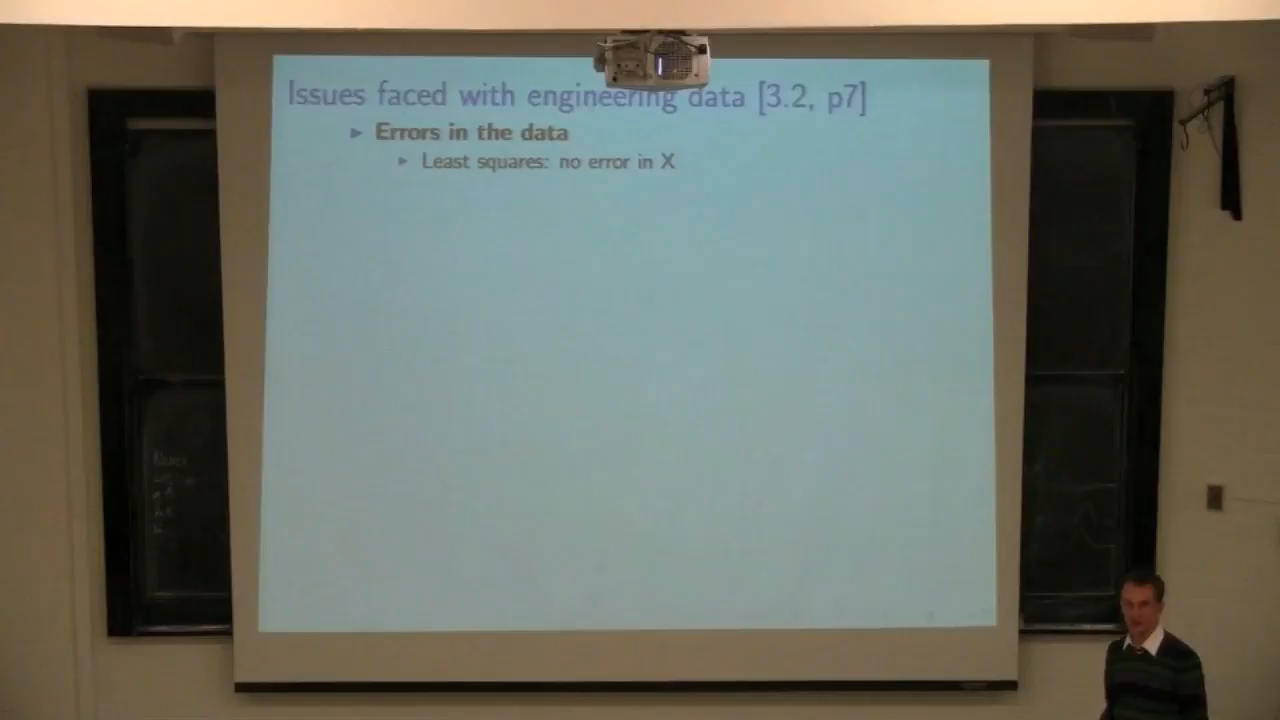 Issues faced with engineering data [3.2, p7]
▸ Errors in the data
▸ Least squares: no error in X